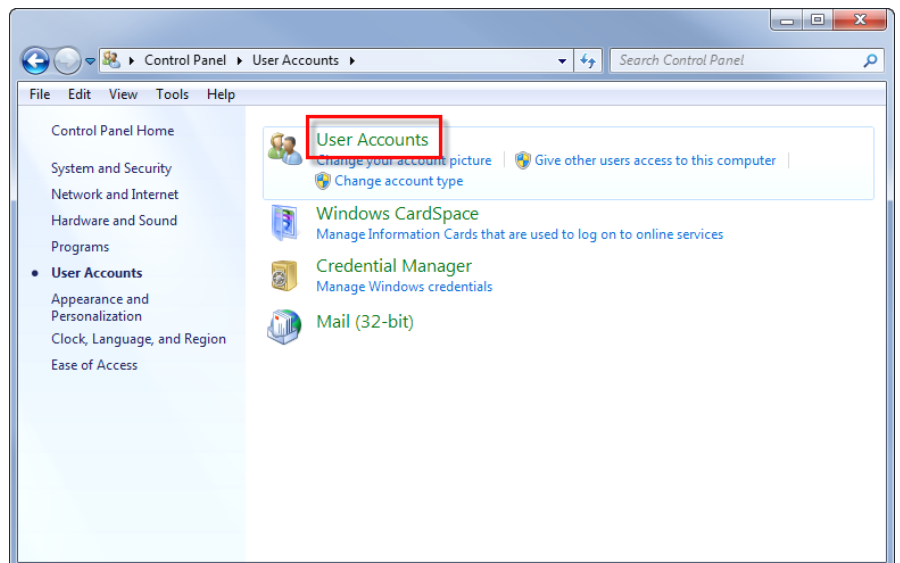 Control Panel User Accounts
Search Control Panel
File Edit View Tools Help
Control Panel Home
System and Security
Network and Internet
Hardware and Sound
Programs
User Accounts
Appearance and
Personalization
Clock, Language, and Region
Ease of Access
User Accounts
Change your account picture Give other users access to this computer
Change account type
Windows CardSpace
Manage Information Cards that are used to log on to online services
Credential Manager
Manage Windows credentials
Mail (32-bit)